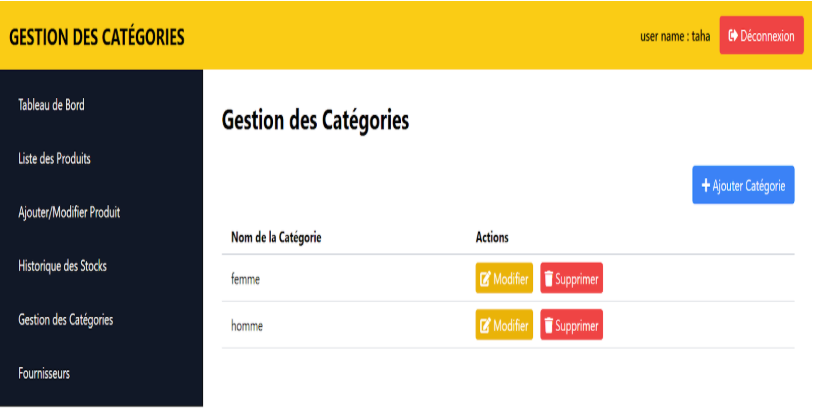 GESTION DES CATÉGORIES
user name : taha
Déconnexion
Tableau de Bord
Liste des Produits
Ajouter/Modifier Produit
Historique des Stocks
Gestion des Catégories
Fournisseurs
Gestion des Catégories
Ajouter Catégorie
Nom de la Catégorie Actions
femme Modifier Supprimer
homme Modifier Supprimer